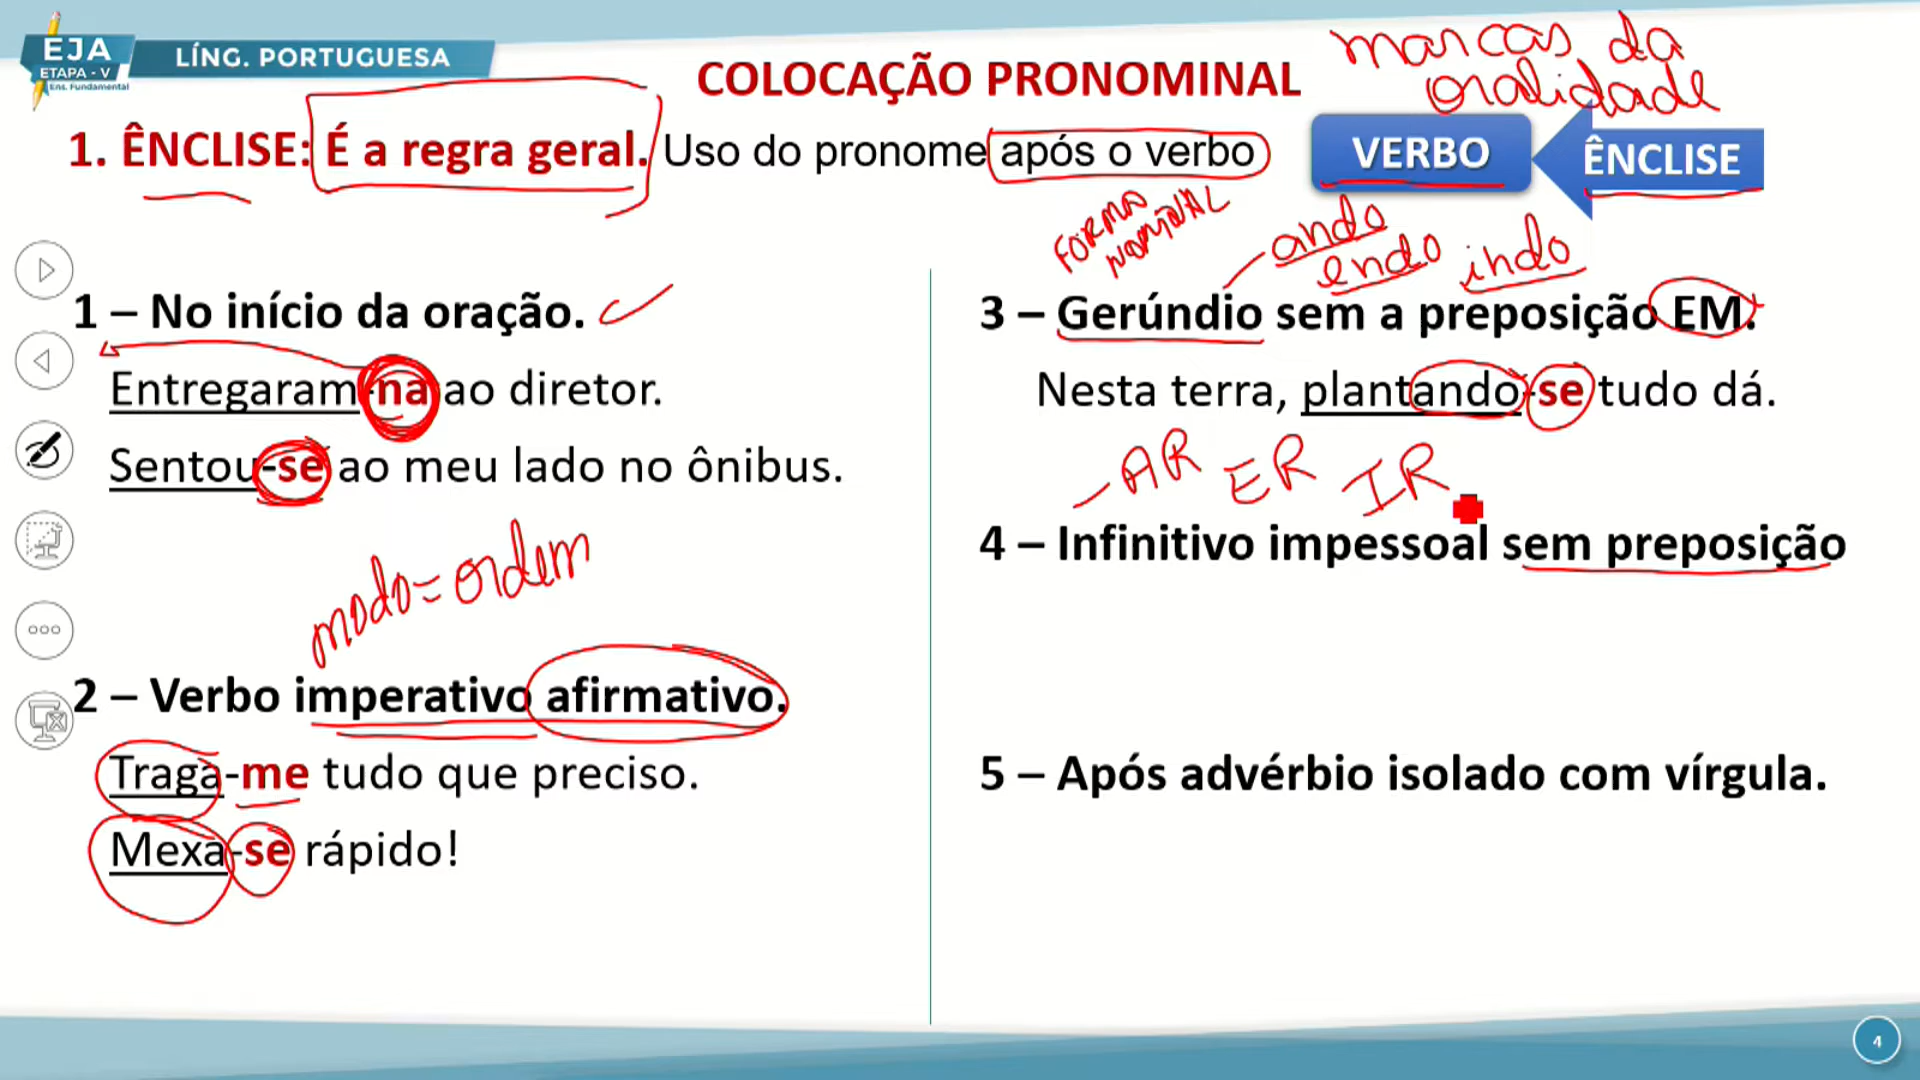 EJA
ETAPA - V
Ens. Fundamental
LÍNG. PORTUGUESA
COLOCAÇÃO PRONOMINAL
marcas da
oralidade
1. ÊNCLISE: É a regra geral. Uso do pronome após o verbo
VERBO
ÊNCLISE
FORMA
NOMINAL
ando
endo
indo
1 – No início da oração.
Entregaram-na ao diretor.
Sentou-se ao meu lado no ônibus.
modo = ordem
2 – Verbo imperativo afirmativo.
Traga-me tudo que preciso.
Mexa-se rápido!
3 – Gerúndio sem a preposição EM.
Nesta terra, plantando-se tudo dá.
- AR ER IR
4 – Infinitivo impessoal sem preposição
5 – Após advérbio isolado com vírgula.
4